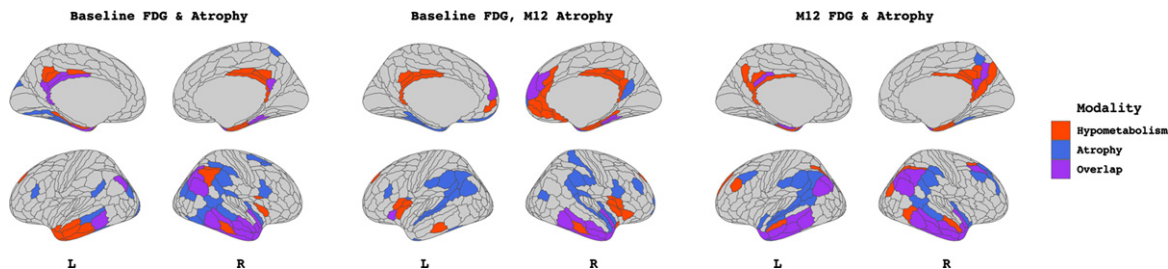 Baseline FDG & Atrophy
Baseline FDG, M12 Atrophy
M12 FDG & Atrophy
Modality
Hypometabolism
Atrophy
Overlap
L
R
L
R
L
R